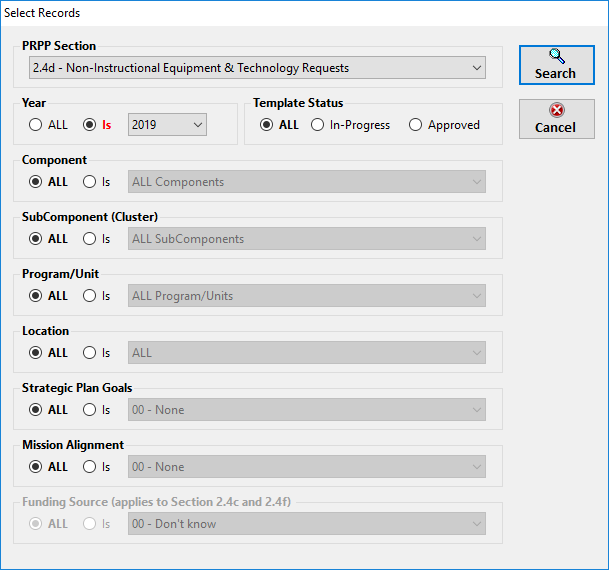 Select Records
PRPP Section
2.4d - Non-Instructional Equipment & Technology Requests
Search
Year
ALL Is 2019
Template Status
ALL In-Progress Approved
Cancel
Component
ALL Is ALL Components
SubComponent (Cluster)
ALL Is ALL SubComponents
Program/Unit
ALL Is ALL Program/Units
Location
ALL Is ALL
Strategic Plan Goals
ALL Is 00 - None
Mission Alignment
ALL Is 00 - None
Funding Source (applies to Section 2.4c and 2.4f)
ALL Is 00 - Don't know